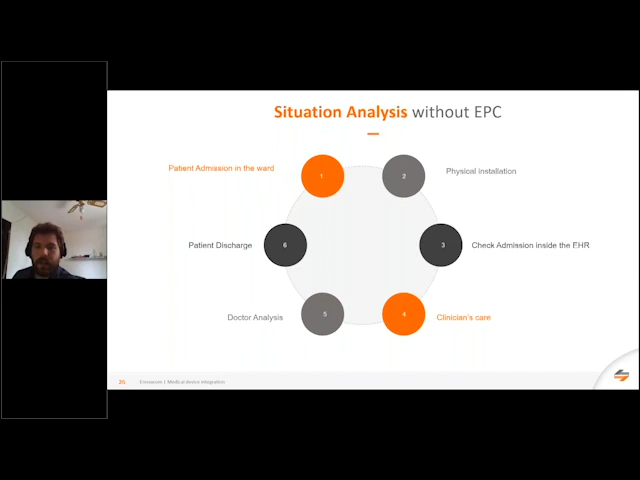 Situation Analysis without EPC
Patient Admission in the ward
1
2
Physical installation
Patient Discharge
6
3
Check Admission inside the EHR
Doctor Analysis
5
4
Clinician's care
26
Medical device integration